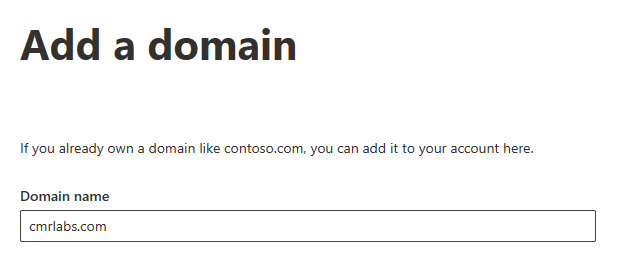 Add a domain
If you already own a domain like contoso.com, you can add it to your account here.
Domain name
cmrlabs.com